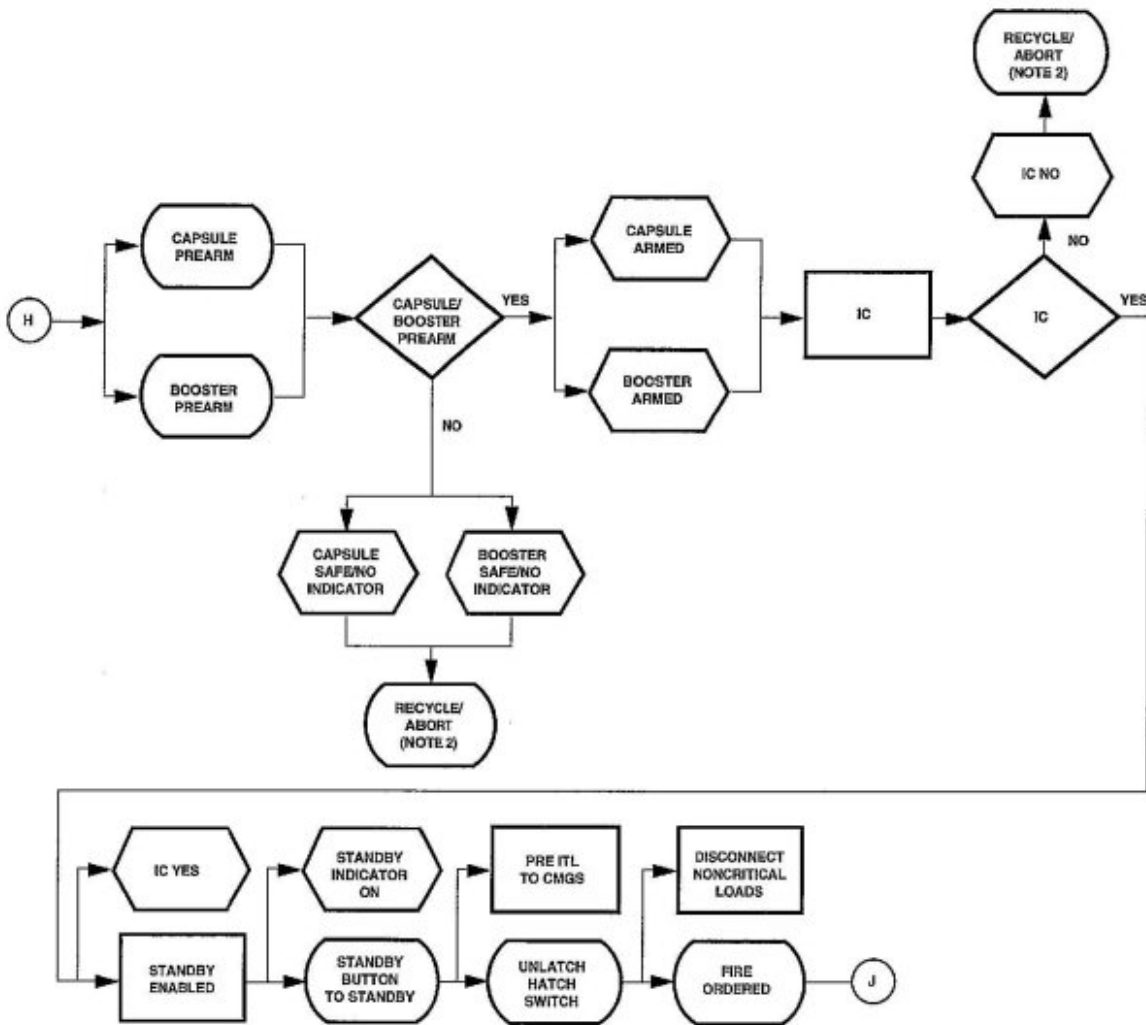 RECYCLE/
ABORT
(NOTE 2)
IC NO
NO
CAPSULE
PREARM
CAPSULE
ARMED
H
CAPSULE/
BOOSTER
PREARM
YES
IC
IC
YES
BOOSTER
PREARM
BOOSTER
ARMED
NO
CAPSULE
SAFE/NO
INDICATOR
BOOSTER
SAFE/NO
INDICATOR
RECYCLE/
ABORT
(NOTE 2)
IC YES
STANDBY
INDICATOR
ON
PRE ITL
TO CMGS
DISCONNECT
NONCRITICAL
LOADS
STANDBY
ENABLED
STANDBY
BUTTON
TO STANDBY
UNLATCH
HATCH
SWITCH
FIRE
ORDERED
J